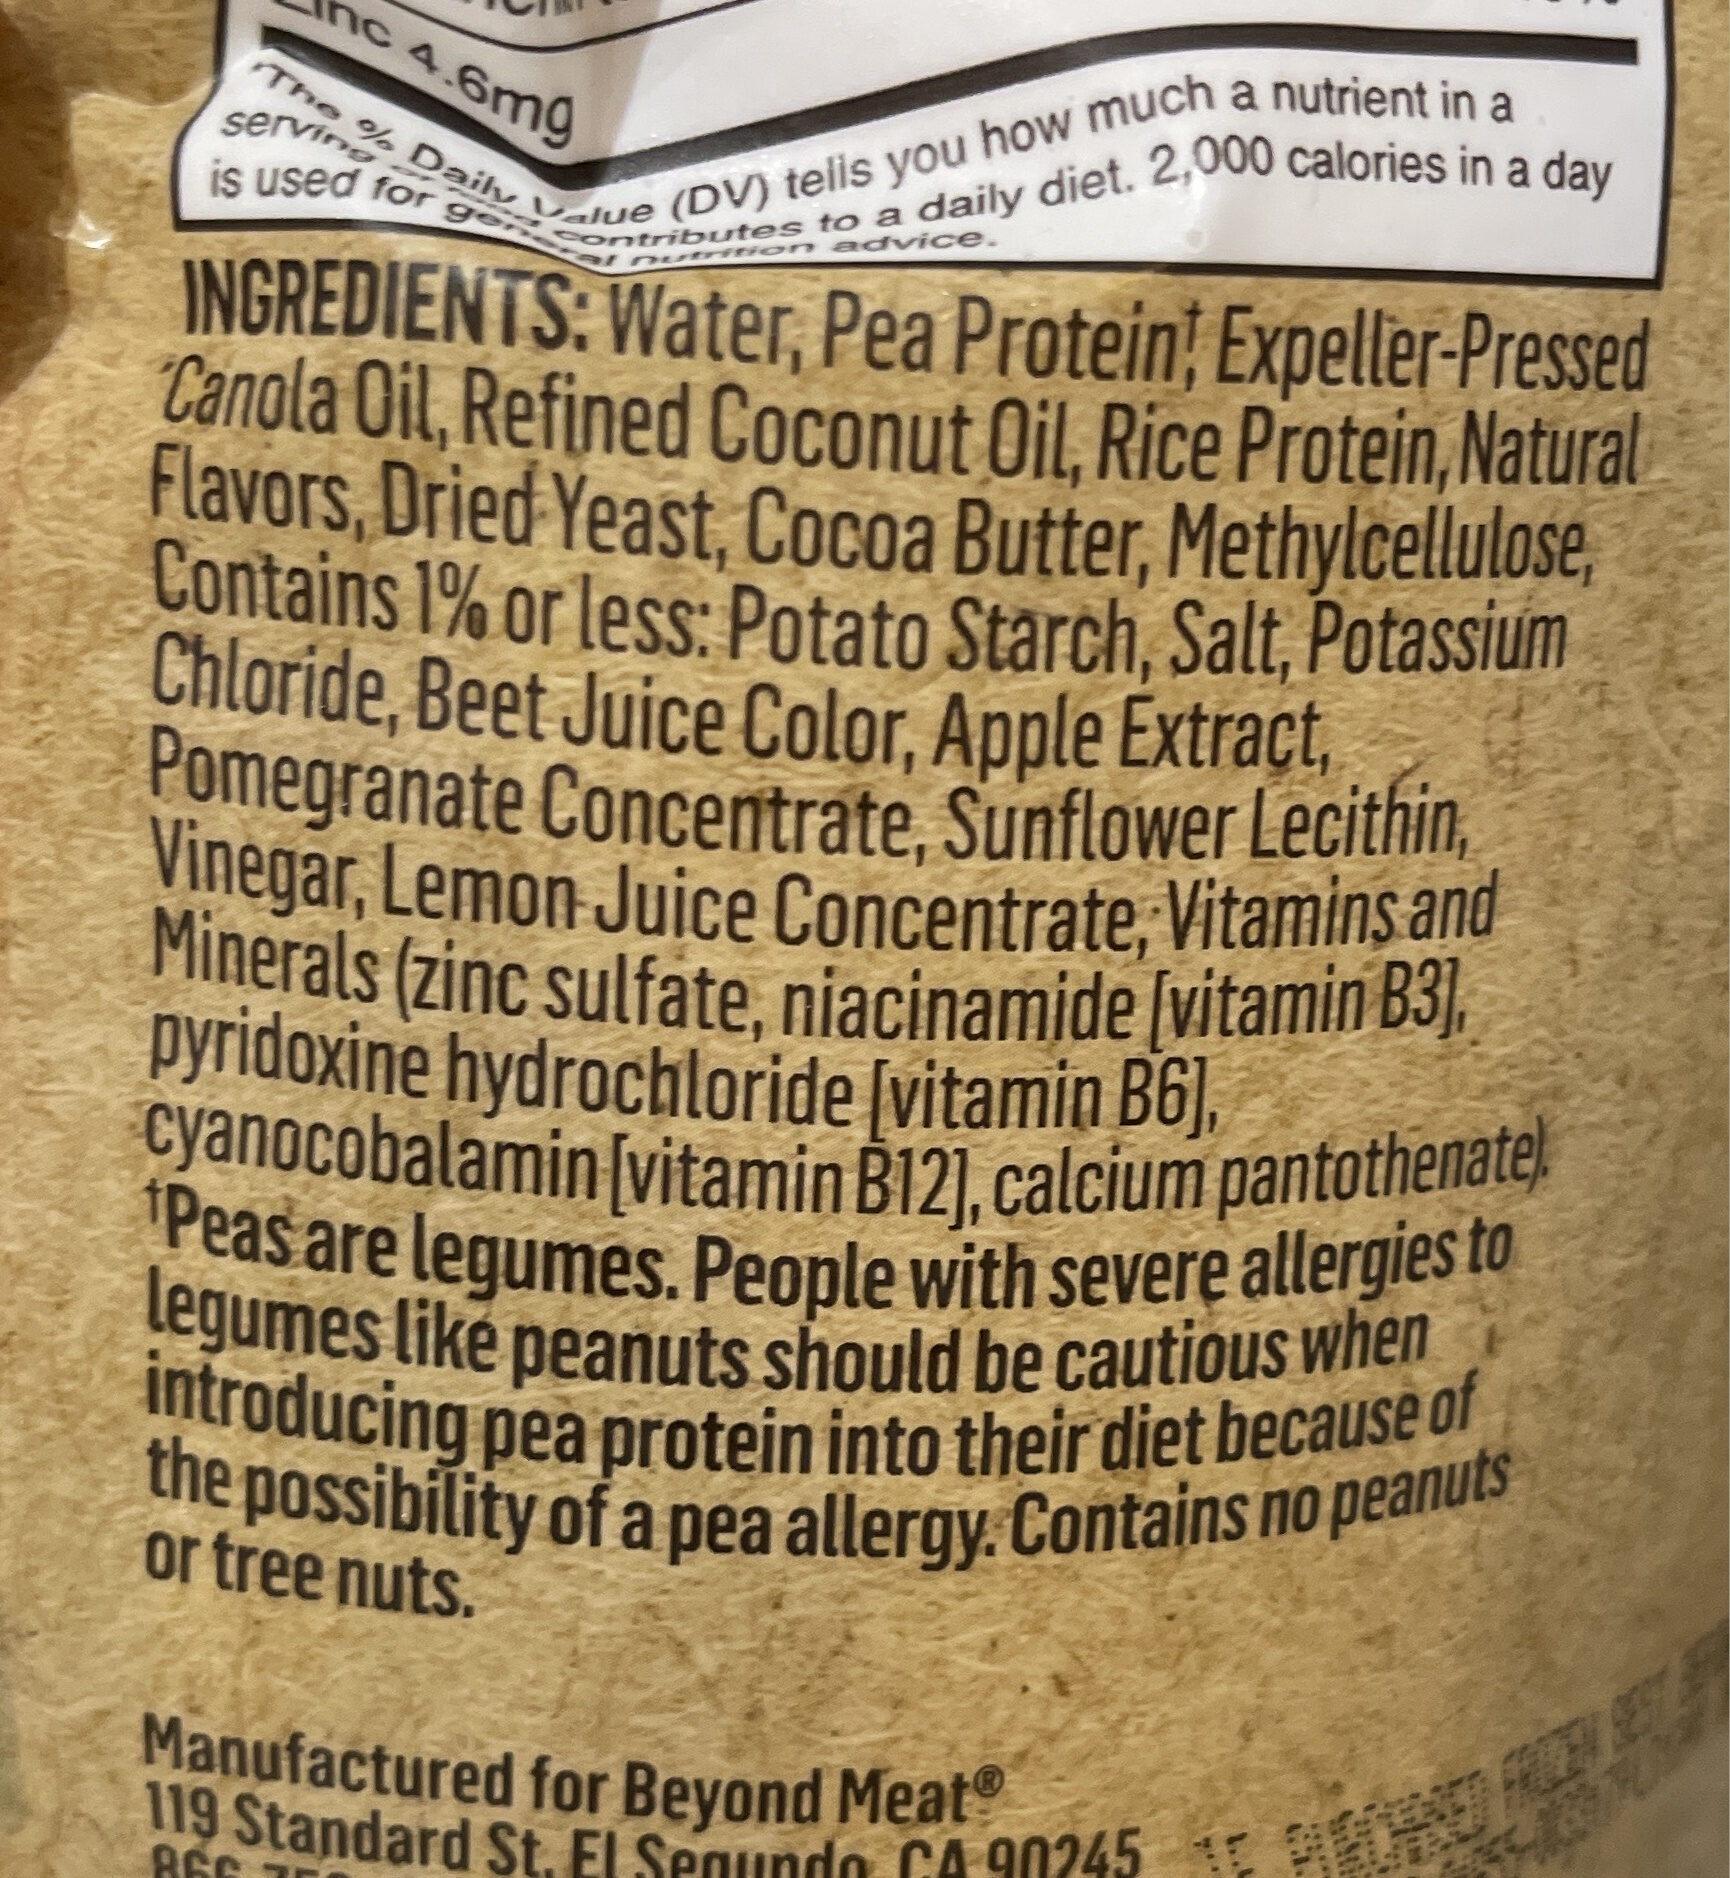 Zinc 4.6mg
*The % Daily Value (DV) tells you how much a nutrient in a
serving of food contributes to a daily diet. 2,000 calories in a day
is used for general nutrition advice.
INGREDIENTS: Water, Pea Protein†, Expeller-Pressed
Canola Oil, Refined Coconut Oil, Rice Protein, Natural
Flavors, Dried Yeast, Cocoa Butter, Methylcellulose,
Contains 1% or less: Potato Starch, Salt, Potassium
Chloride, Beet Juice Color, Apple Extract,
Pomegranate Concentrate, Sunflower Lecithin,
Vinegar, Lemon Juice Concentrate, Vitamins and
Minerals (zinc sulfate, niacinamide [vitamin B3],
pyridoxine hydrochloride [vitamin B6],
cyanocobalamin [vitamin B12], calcium pantothenate).
†Peas are legumes. People with severe allergies to
legumes like peanuts should be cautious when
introducing pea protein into their diet because of
the possibility of a pea allergy. Contains no peanuts
or tree nuts.
Manufactured for Beyond Meat®
119 Standard St. El Segundo, CA 90245